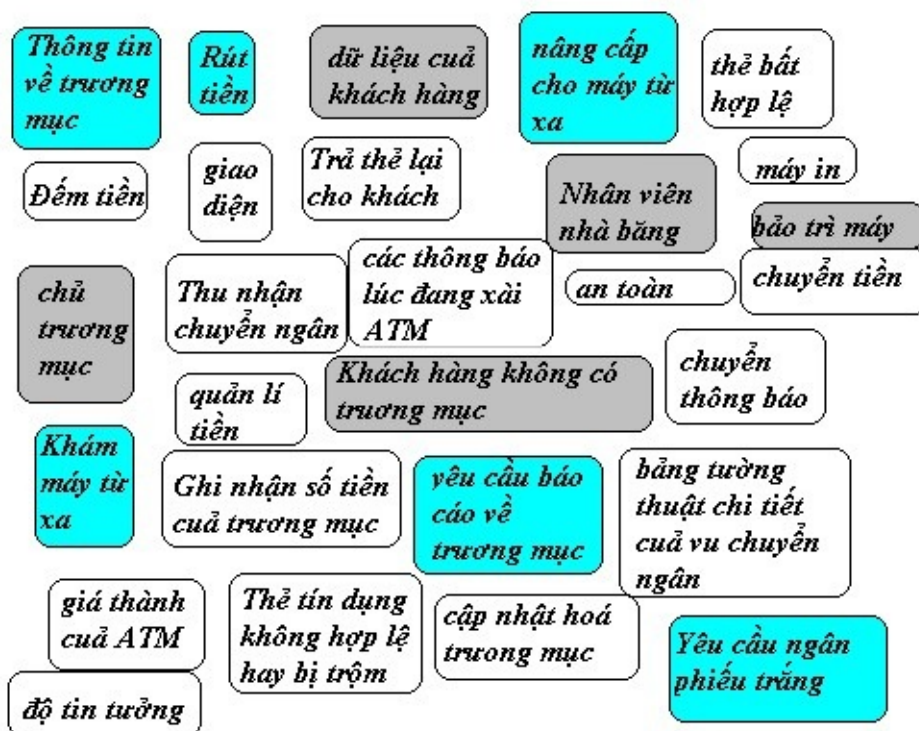 Thông tin
về trương
mục
Rút
tiền
dữ liệu cuả
khách hàng
nâng cấp
cho máy từ
xa
thẻ bất
hợp lệ
Đếm tiền
giao
diện
Trả thẻ lại
cho khách
Nhân viên
nhà băng
máy in
bảo trì máy
chủ
trương
mục
Thu nhận
chuyển ngân
các thông báo
lúc đang xài
ATM
an toàn
chuyển tiền
quản lí
tiền
Khách hàng không có
truơng mục
chuyển
thông báo
Khám
máy từ
xa
Ghi nhận số tiền
cuả trương mục
yêu cầu báo
cáo về
trương mục
bảng tường
thuật chi tiết
cuả vu chuyển
ngân
giá thành
cuả ATM
Thẻ tín dụng
không hợp lệ
hay bị trộm
cập nhật hoá
trưong mục
Yêu cầu ngân
phiếu trắng
độ tin tưởng